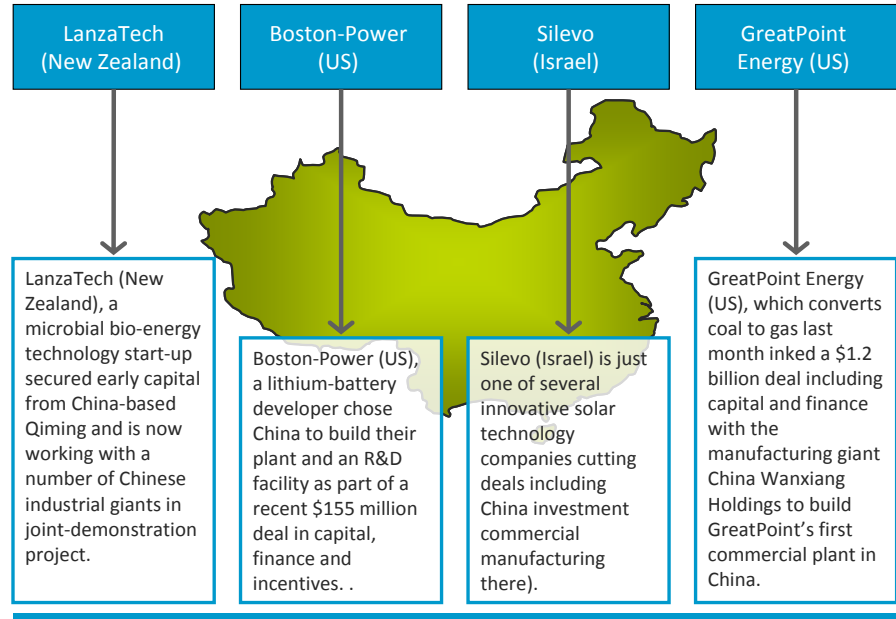 LanzaTech
(New Zealand)
Boston-Power
(US)
Silevo
(Israel)
GreatPoint
Energy (US)
LanzaTech (New
Zealand), a
microbial bio-energy
technology start-up
secured early capital
from China-based
Qiming and is now
working with a
number of Chinese
industrial giants in
joint-demonstration
project.
Boston-Power (US),
a lithium-battery
developer chose
China to build their
plant and an R&D
facility as part of a
recent $155 million
deal in capital,
finance and
incentives. .
Silevo (Israel) is just
one of several
innovative solar
technology
companies cutting
deals including
China investment
commercial
manufacturing
there).
GreatPoint Energy
(US), which converts
coal to gas last
month inked a $1.2
billion deal including
capital and finance
with the
manufacturing giant
China Wanxiang
Holdings to build
GreatPoint’s first
commercial plant in
China.